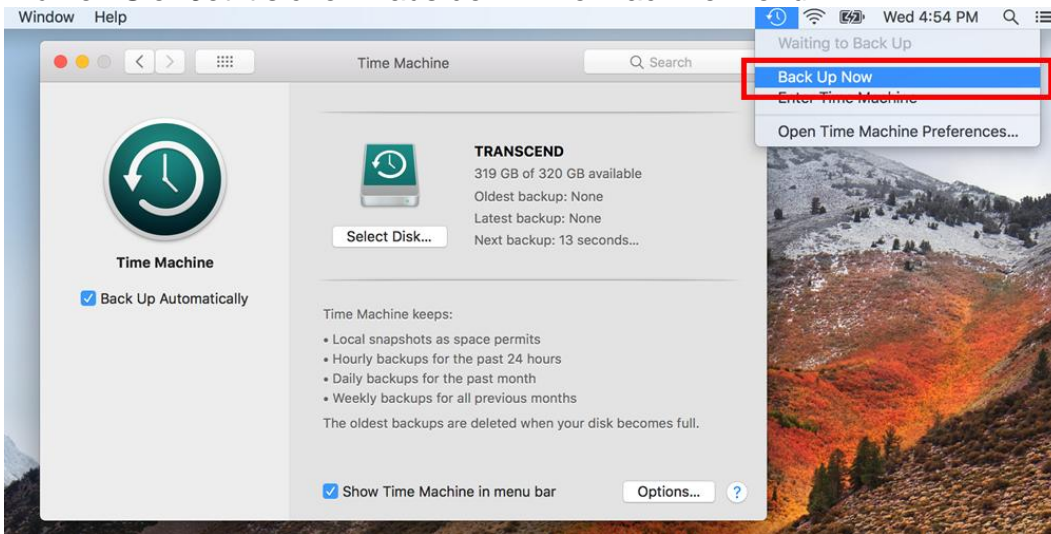 Window Help
Wed 4:54 PM
Waiting to Back Up
Back Up Now
Enter Time Machine
Open Time Machine Preferences...
Time Machine
Search
TRANSCEND
319 GB of 320 GB available
Oldest backup: None
Latest backup: None
Next backup: 13 seconds...
Select Disk...
Time Machine
Back Up Automatically
Time Machine keeps:
• Local snapshots as space permits
• Hourly backups for the past 24 hours
• Daily backups for the past month
• Weekly backups for all previous months
The oldest backups are deleted when your disk becomes full.
Show Time Machine in menu bar
Options...
?